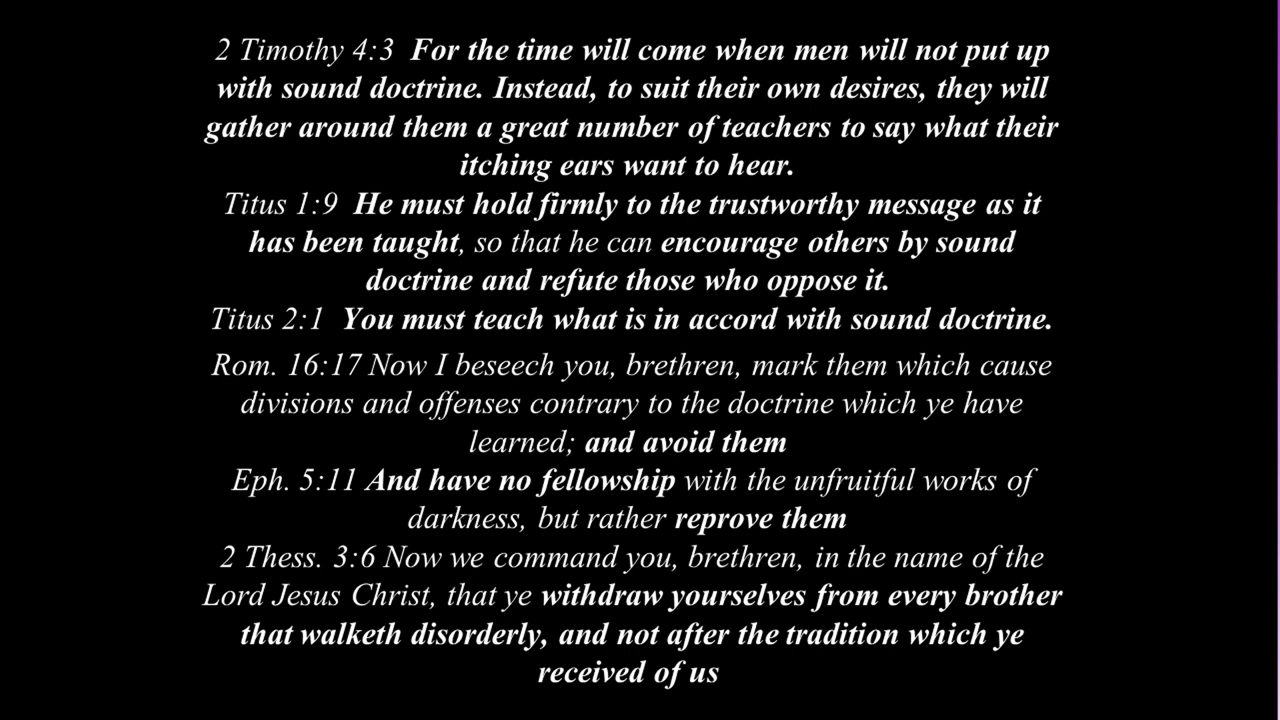 2 Timothy 4:3 For the time will come when men will not put up
with sound doctrine. Instead, to suit their own desires, they will
gather around them a great number of teachers to say what their
itching ears want to hear.
Titus 1:9 He must hold firmly to the trustworthy message as it
has been taught, so that he can encourage others by sound
doctrine and refute those who oppose it.
Titus 2:1 You must teach what is in accord with sound doctrine.
Rom. 16:17 Now I beseech you, brethren, mark them which cause
divisions and offenses contrary to the doctrine which ye have
learned; and avoid them
Eph. 5:11 And have no fellowship with the unfruitful works of
darkness, but rather reprove them
2 Thess. 3:6 Now we command you, brethren, in the name of the
Lord Jesus Christ, that ye withdraw yourselves from every brother
that walketh disorderly, and not after the tradition which ye
received of us